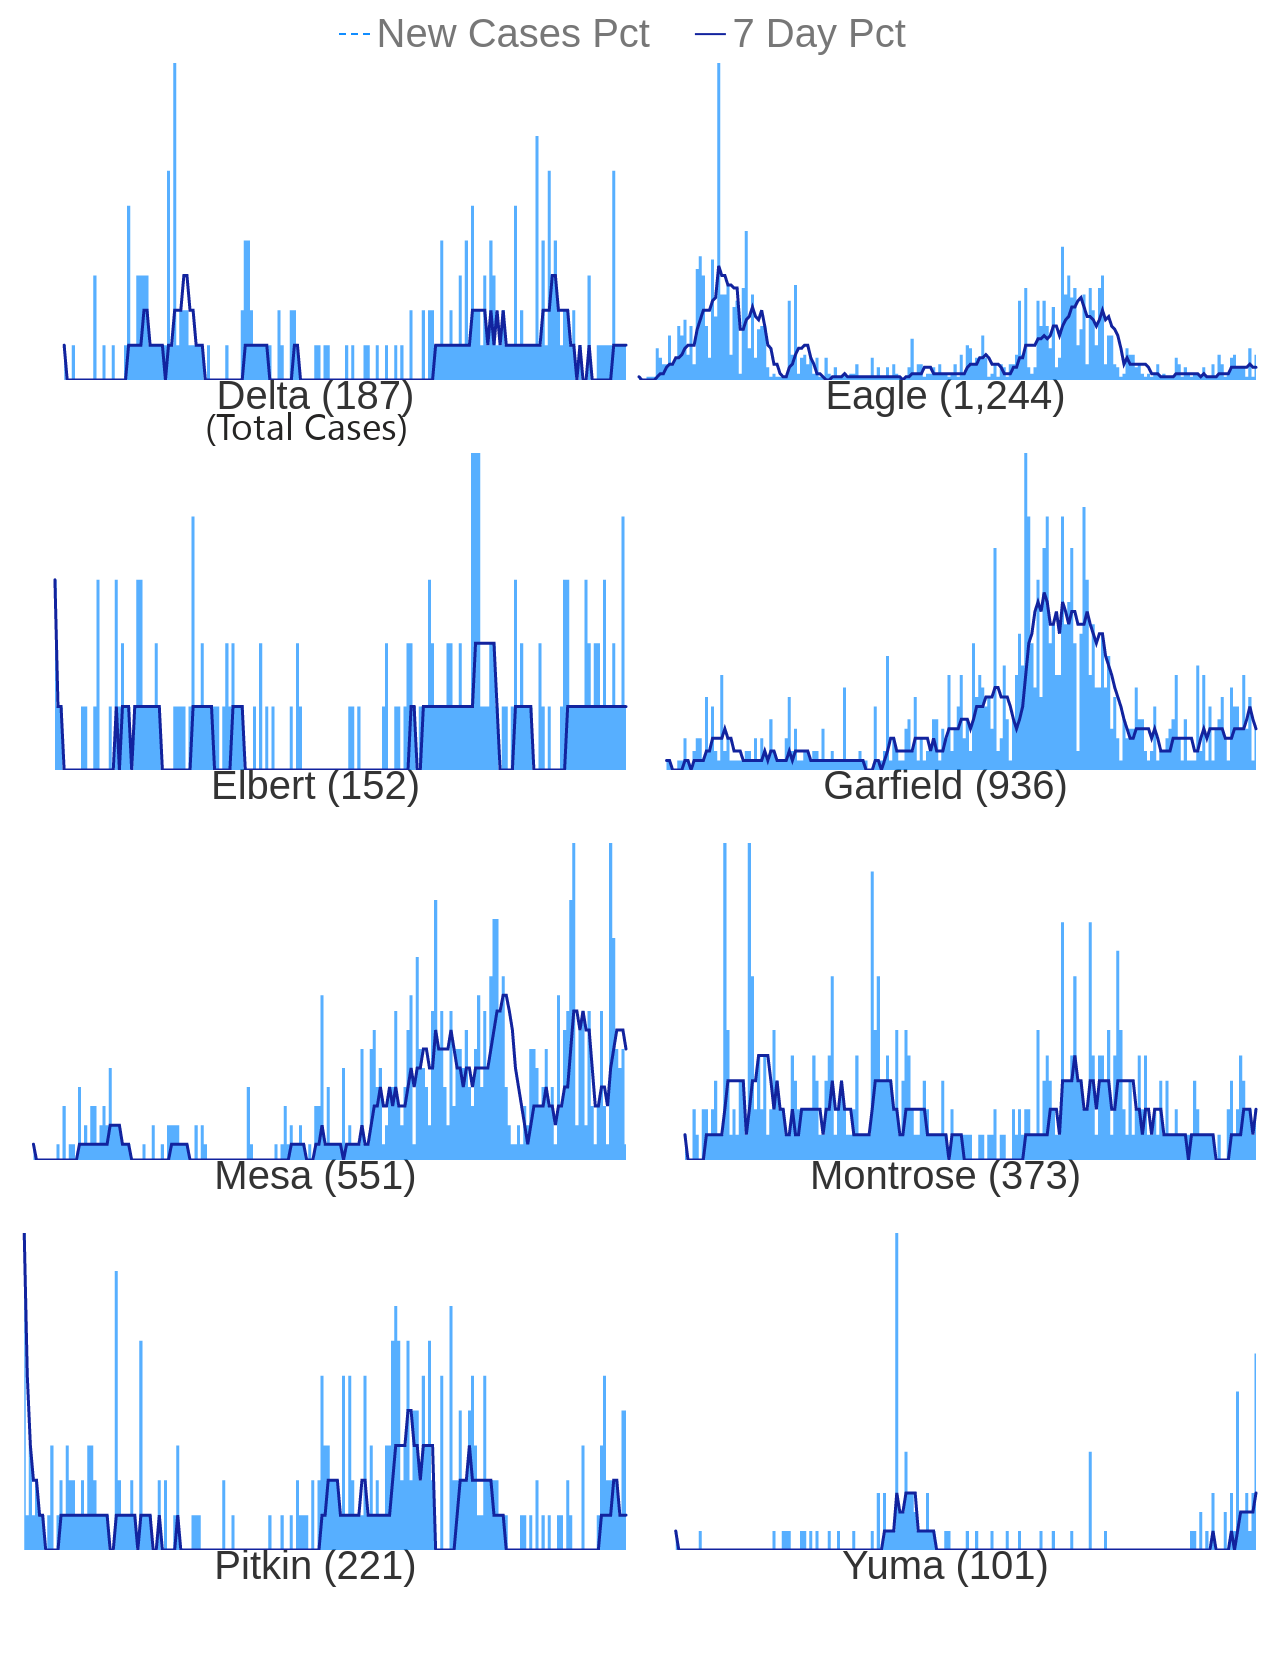 New Cases Pct 7 Day Pct
Delta (187)
(Total Cases)
Eagle (1,244)
Elbert (152)
Garfield (936)
Mesa (551)
Montrose (373)
Pitkin (221)
Yuma (101)